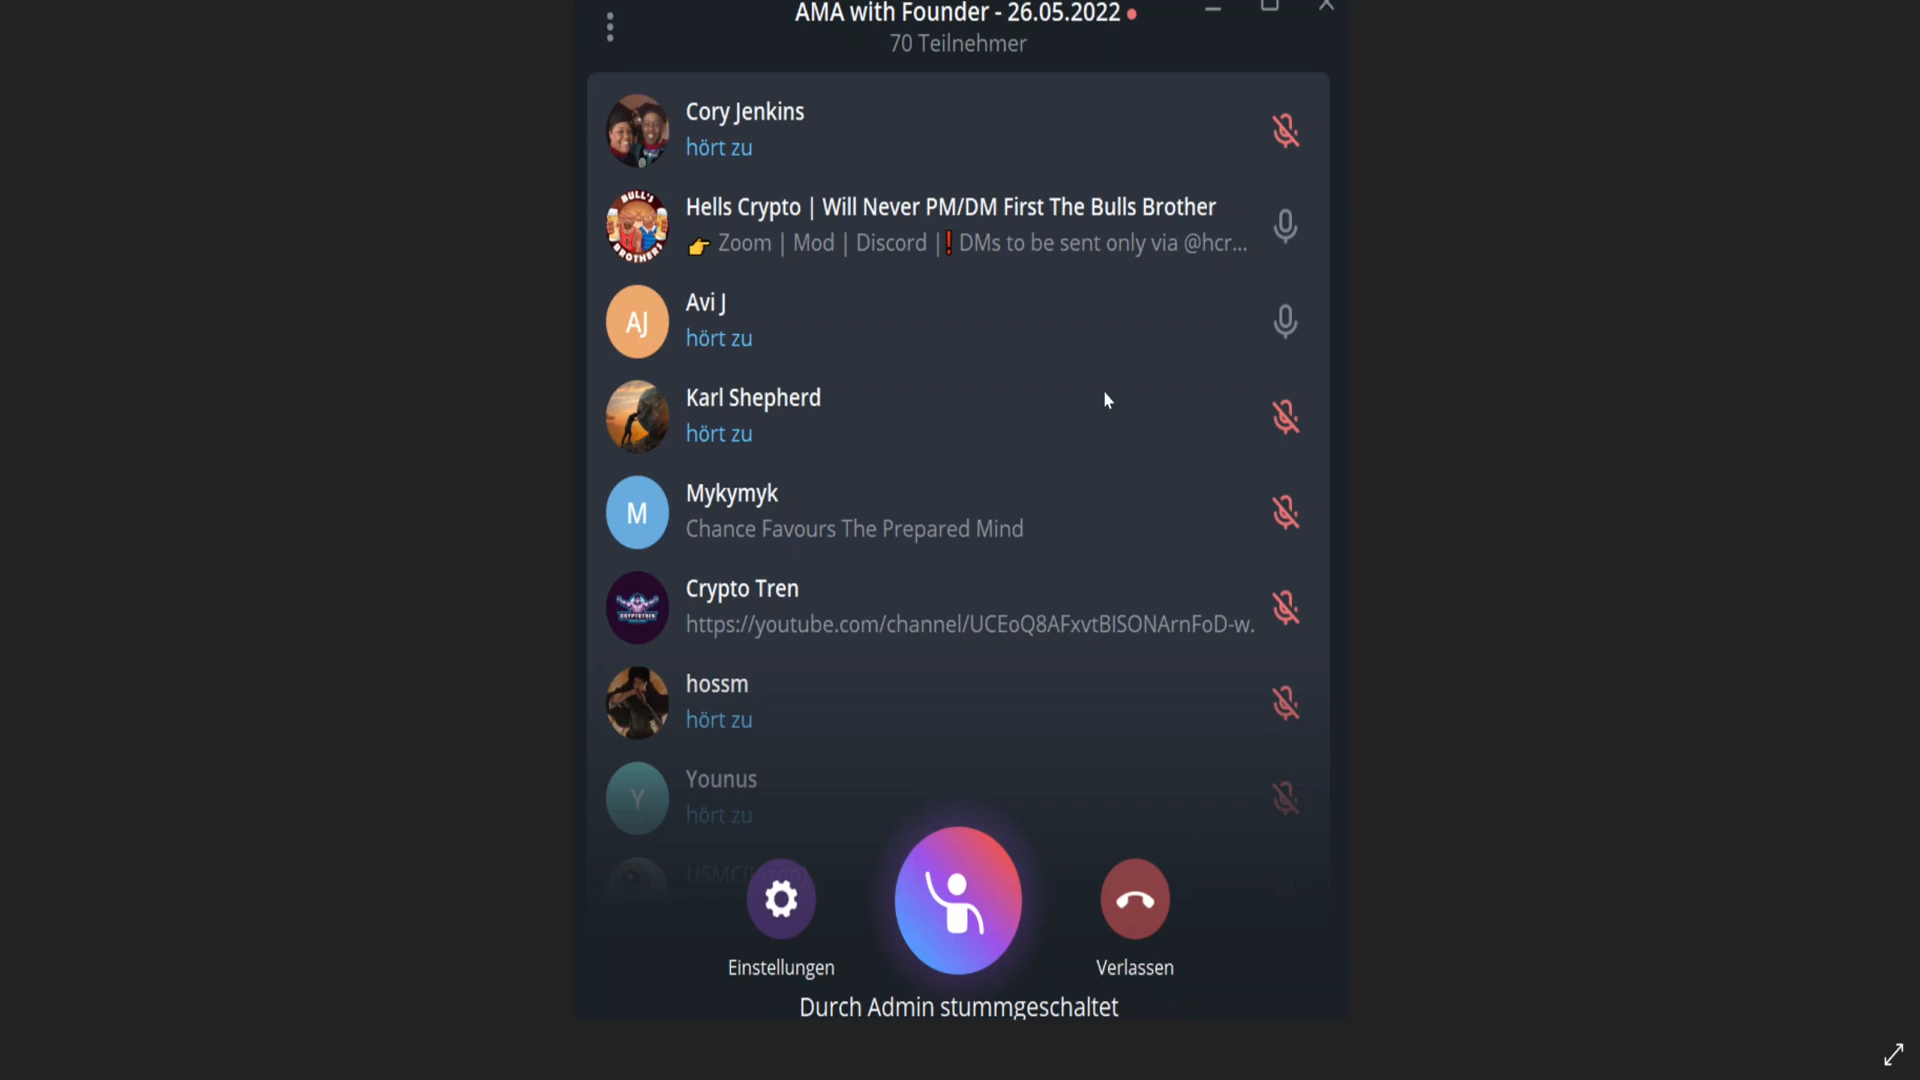 AMA with Founder - 26.05.2022
70 Teilnehmer
Cory Jenkins
hört zu
BULL'S
BROTHERS
Hells Crypto | Will Never PM/DM First The Bulls Brother
👉 Zoom | Mod | Discord |❗DMs to be sent only via @hcr...
AJ
Avi J
hört zu
Karl Shepherd
hört zu
M
Mykymyk
Chance Favours The Prepared Mind
Crypto Tren
https://youtube.com/channel/UCEoQ8AFxvtBISONArnFoD-w.
hossm
hört zu
Y
Younus
hört zu
Einstellungen
Verlassen
Durch Admin stummgeschaltet